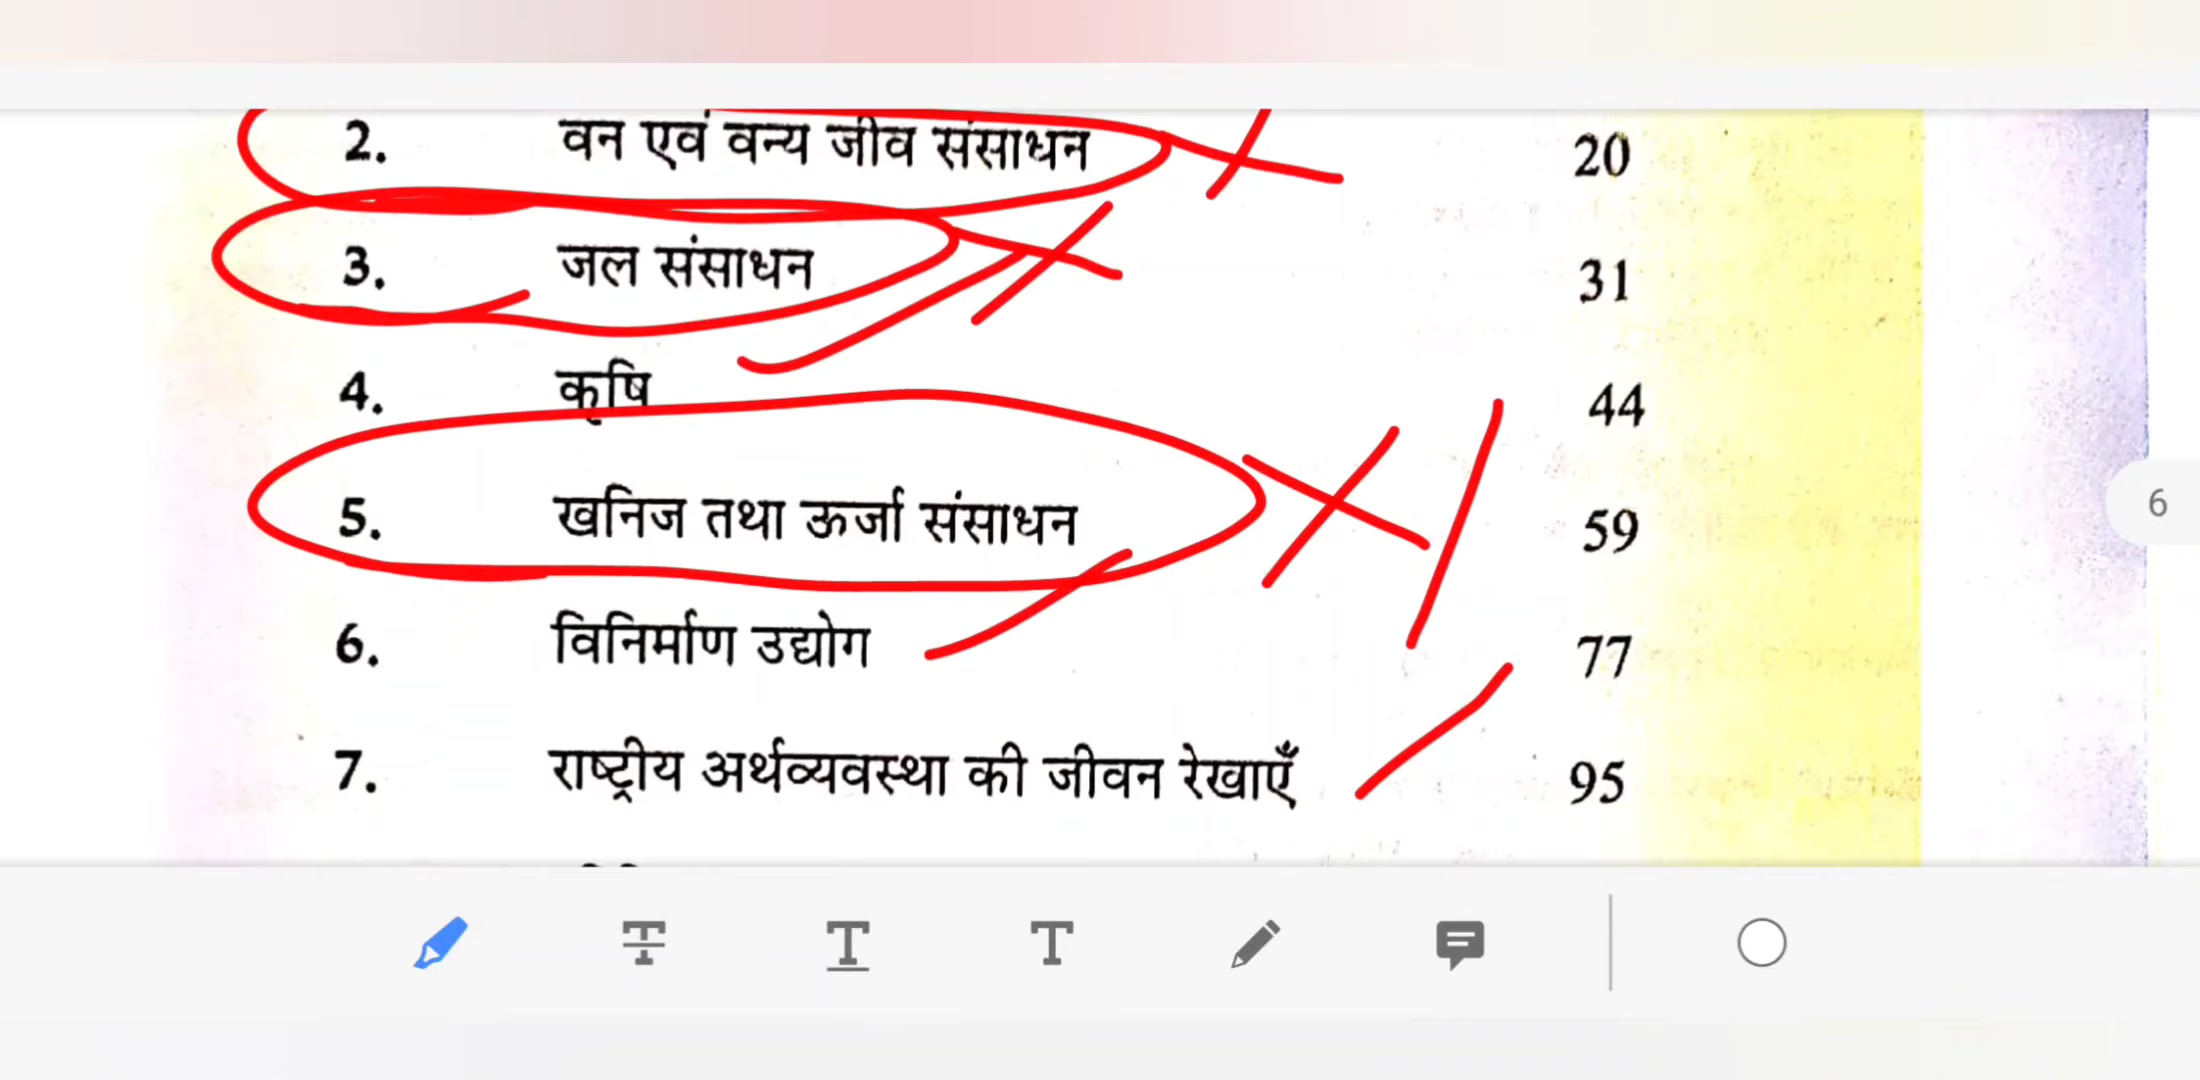 2. वन एवं वन्य जीव संसाधन 20
3. जल संसाधन 31
4. कृषि 44
5. खनिज तथा ऊर्जा संसाधन 59
6. विनिर्माण उद्योग 77
7. राष्ट्रीय अर्थव्यवस्था की जीवन रेखाएँ 95
6